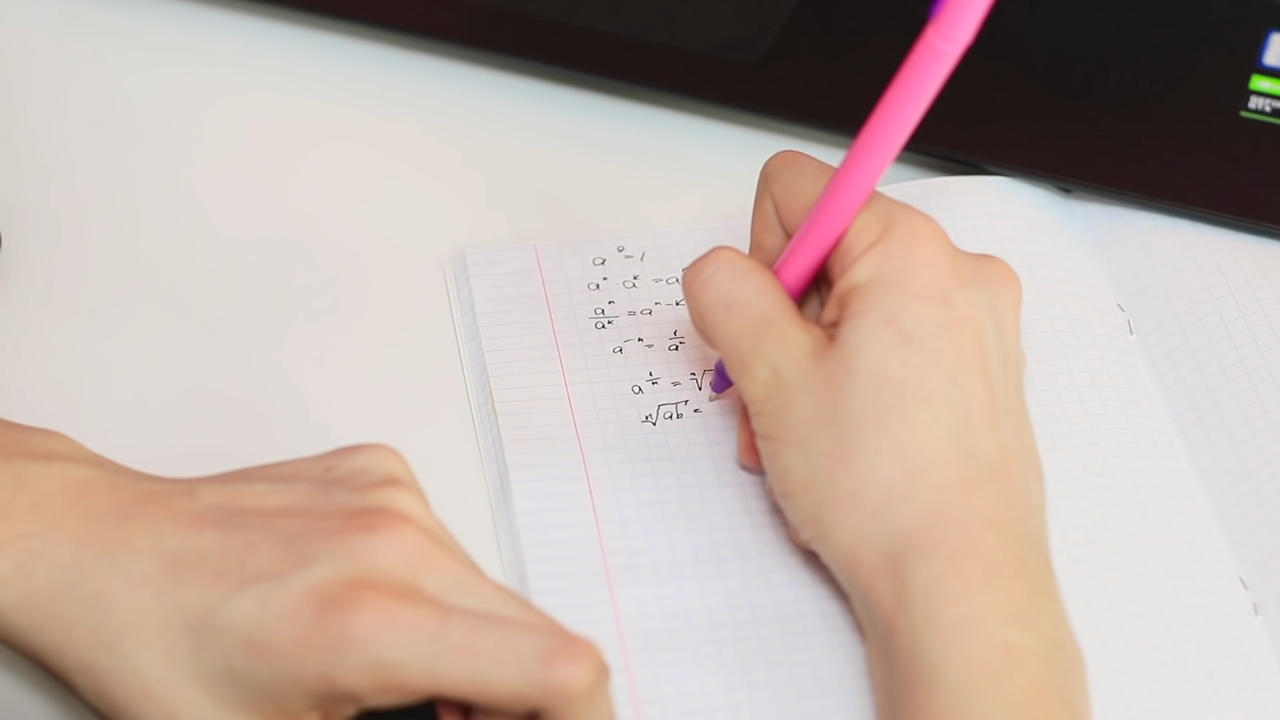 a⁰ = 1
aⁿ · aᵏ = a
aⁿ/aᵏ = aⁿ⁻ᵏ
a⁻ⁿ = 1/aⁿ
a^(1/n) = ⁿ√
ⁿ√ab =